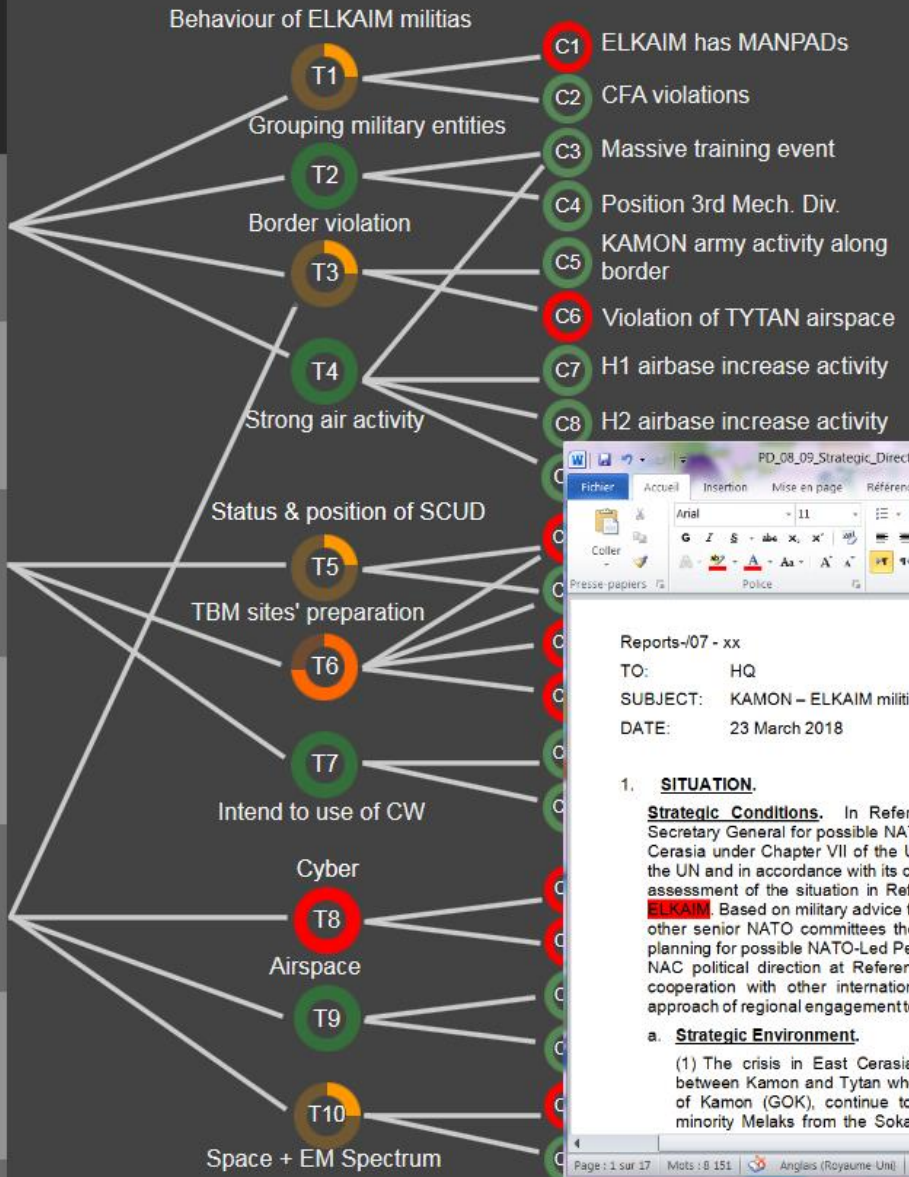 Behaviour of ELKAIM militias
T1
Grouping military entities
T2
Border violation
T3
T4
Strong air activity
Status & position of SCUD
T5
TBM sites' preparation
T6
T7
Intend to use of CW
Cyber
T8
Airspace
T9
T10
Space + EM Spectrum
C1 ELKAIM has MANPADs
C2 CFA violations
C3 Massive training event
C4 Position 3rd Mech. Div.
C5 KAMON army activity along
border
C6 Violation of TYTAN airspace
C7 H1 airbase increase activity
C8 H2 airbase increase activity
PD_08_09_Strategic_Direct
Fichier Accueil Insertion Mise en page Référen
Coller
Arial 11
G I S abc x, x'
Aa A A
Presse-papiers Police
Reports-/07 - xx
TO: HQ
SUBJECT: KAMON – ELKAIM militi
DATE: 23 March 2018
1. SITUATION.
Strategic Conditions. In Refer
Secretary General for possible NA
Cerasia under Chapter VII of the U
the UN and in accordance with its c
assessment of the situation in Ref
ELKAIM. Based on military advice f
other senior NATO committees the
planning for possible NATO-Led Pe
NAC political direction at Referen
cooperation with other internation
approach of regional engagement t
a. Strategic Environment.
(1) The crisis in East Cerasia
between Kamon and Tytan wh
of Kamon (GOK), continue to
minority Melaks from the Soka
Page : 1 sur 17 Mots : 8 151 Anglais (Royaume Uni)